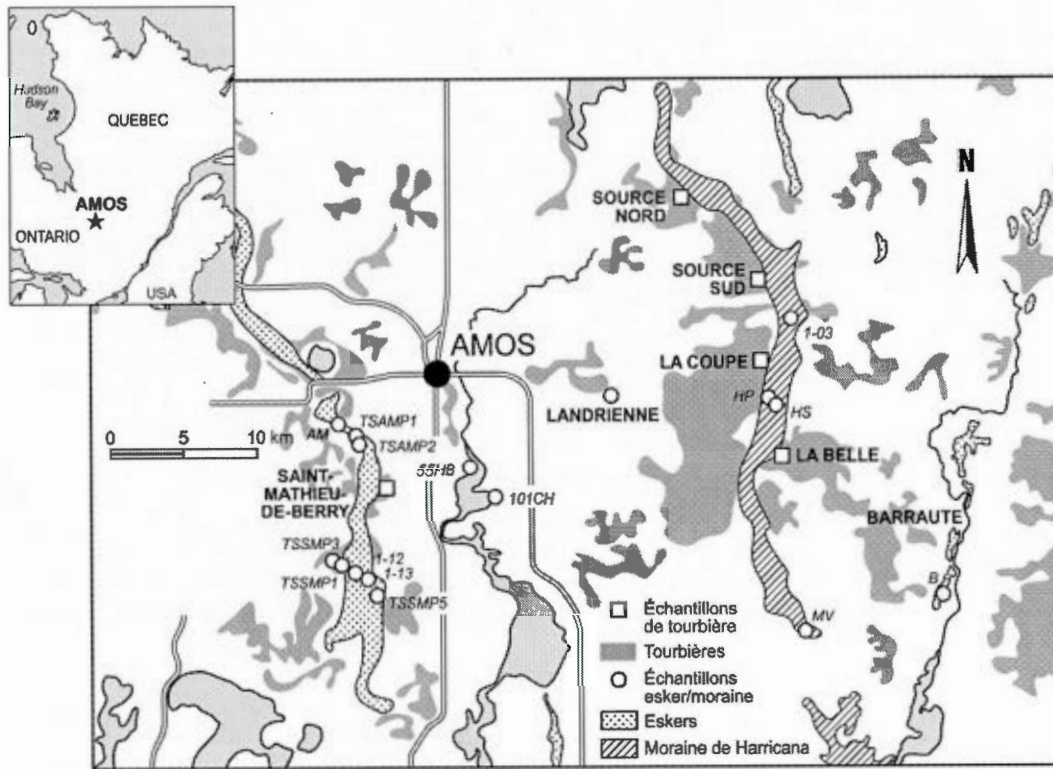 0
Hudson
Bay
QUEBEC
AMOS
ONTARIO
USA
N
SOURCE
NORD
SOURCE
SUD
1-03
AMOS
LA COUPE
LANDRIENNE
HP
HS
0 5 10 km
AM
TSAMP1
TSAMP2
55HB
LA BELLE
SAINT-
MATHIEU-
DE-BERRY
101CH
BARRAUTE
TSSMP3
1-12
1-13
TSSMP1
TSSMP5
B
MV
Échantillons
de tourbière
Tourbières
Échantillons
esker/moraine
Eskers
Moraine de Harricana